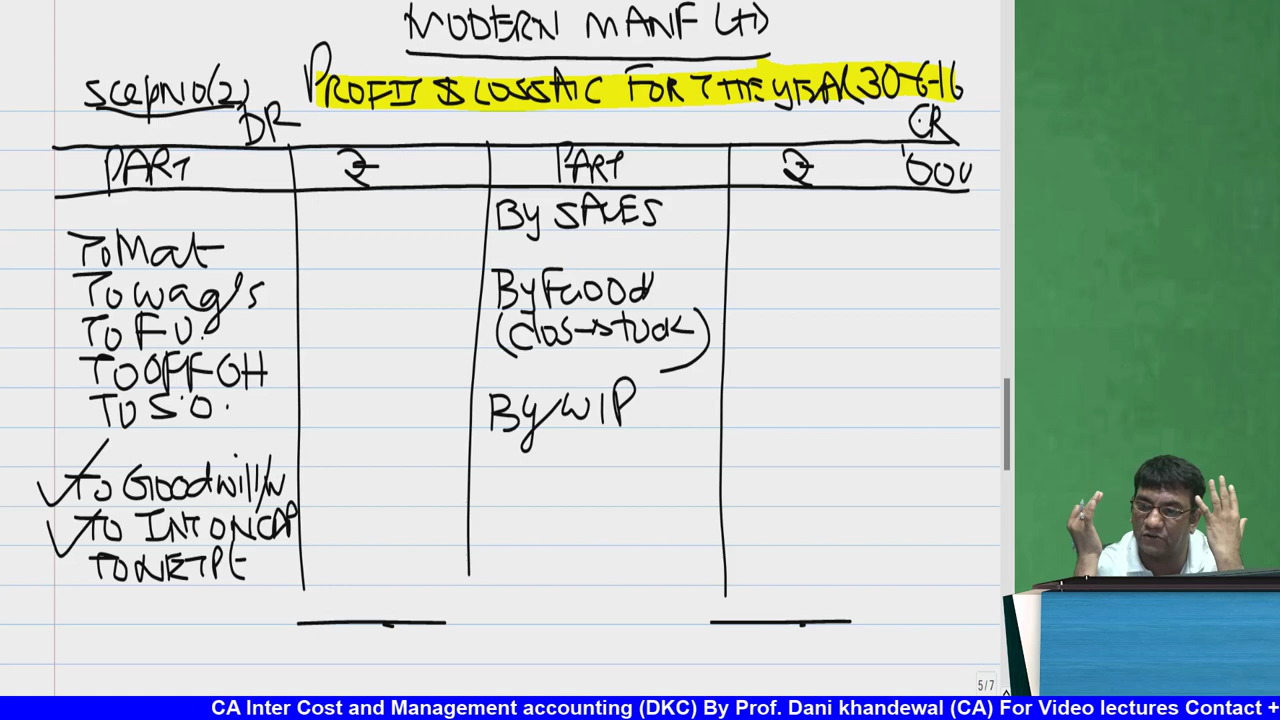 MODERN MANF LTD
PROFIT & LOSS A/C FOR THE YEAR 30-6-16
DR
CR
PART ₹ PART ₹ '000
By SALES
To Mat
To wages
By F Good
(clos-stock)
To F O.
To OFF OH
To S.O.
By WIP
To Goodwill/w
To INT ON CAP
To NET Pt
5/7
CA Inter Cost and Management accounting (DKC) By Prof. Dani khandewal (CA) For Video lectures Contact +